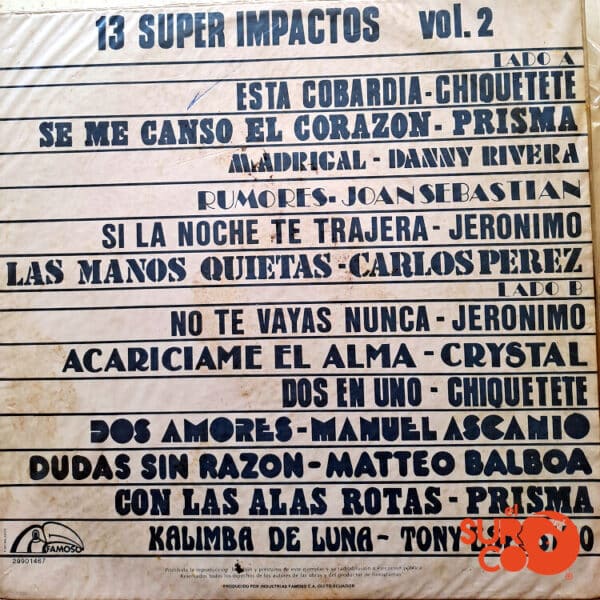 13 SUPER IMPACTOS vol. 2
LADO A
ESTA COBARDIA-CHIQUETETE
SE ME CANSO EL CORAZON- PRISMA
MADRIGAL - DANNY RIVERA
RUMORES- JOAN SEBASTIAN
SI LA NOCHE TE TRAJERA - JERONIMO
LAS MANOS QUIETAS-CARLOS PEREZ
LADO B
NO TE VAYAS NUNCA - JERONIMO
ACARICIAME EL ALMA - CRYSTAL
DOS EN UNO - CHIQUETETE
DOS AMORES-MANUEL ASCANIO
DUDAS SIN RAZON-MATTEO BALBOA
CON LAS ALAS ROTAS - PRISMA
KALIMBA DE LUNA - TONY
FAMOSO
29901467
el SURCO
PRODUCIDO POR INDUSTRIAS FAMOSO C.A. QUITO-ECUADOR